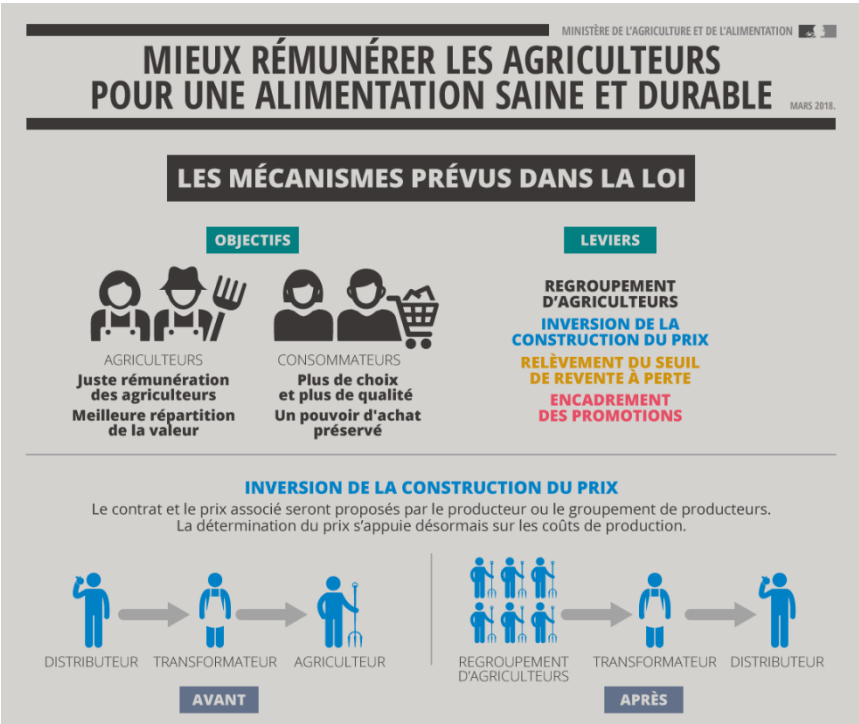 MINISTÈRE DE L'AGRICULTURE ET DE L'ALIMENTATION
MIEUX RÉMUNÉRER LES AGRICULTEURS
POUR UNE ALIMENTATION SAINE ET DURABLE
MARS 2018.
LES MÉCANISMES PRÉVUS DANS LA LOI
OBJECTIFS
AGRICULTEURS
Juste rémunération
des agriculteurs
Meilleure répartition
de la valeur
CONSOMMATEURS
Plus de choix
et plus de qualité
Un pouvoir d'achat
préservé
LEVIERS
REGROUPEMENT
D'AGRICULTEURS
INVERSION DE LA
CONSTRUCTION DU PRIX
RELÈVEMENT DU SEUIL
DE REVENTE À PERTE
ENCADREMENT
DES PROMOTIONS
INVERSION DE LA CONSTRUCTION DU PRIX
Le contrat et le prix associé seront proposés par le producteur ou le groupement de producteurs.
La détermination du prix s'appuie désormais sur les coûts de production.
DISTRIBUTEUR
TRANSFORMATEUR
AGRICULTEUR
AVANT
REGROUPEMENT
D'AGRICULTEURS
TRANSFORMATEUR
DISTRIBUTEUR
APRÈS